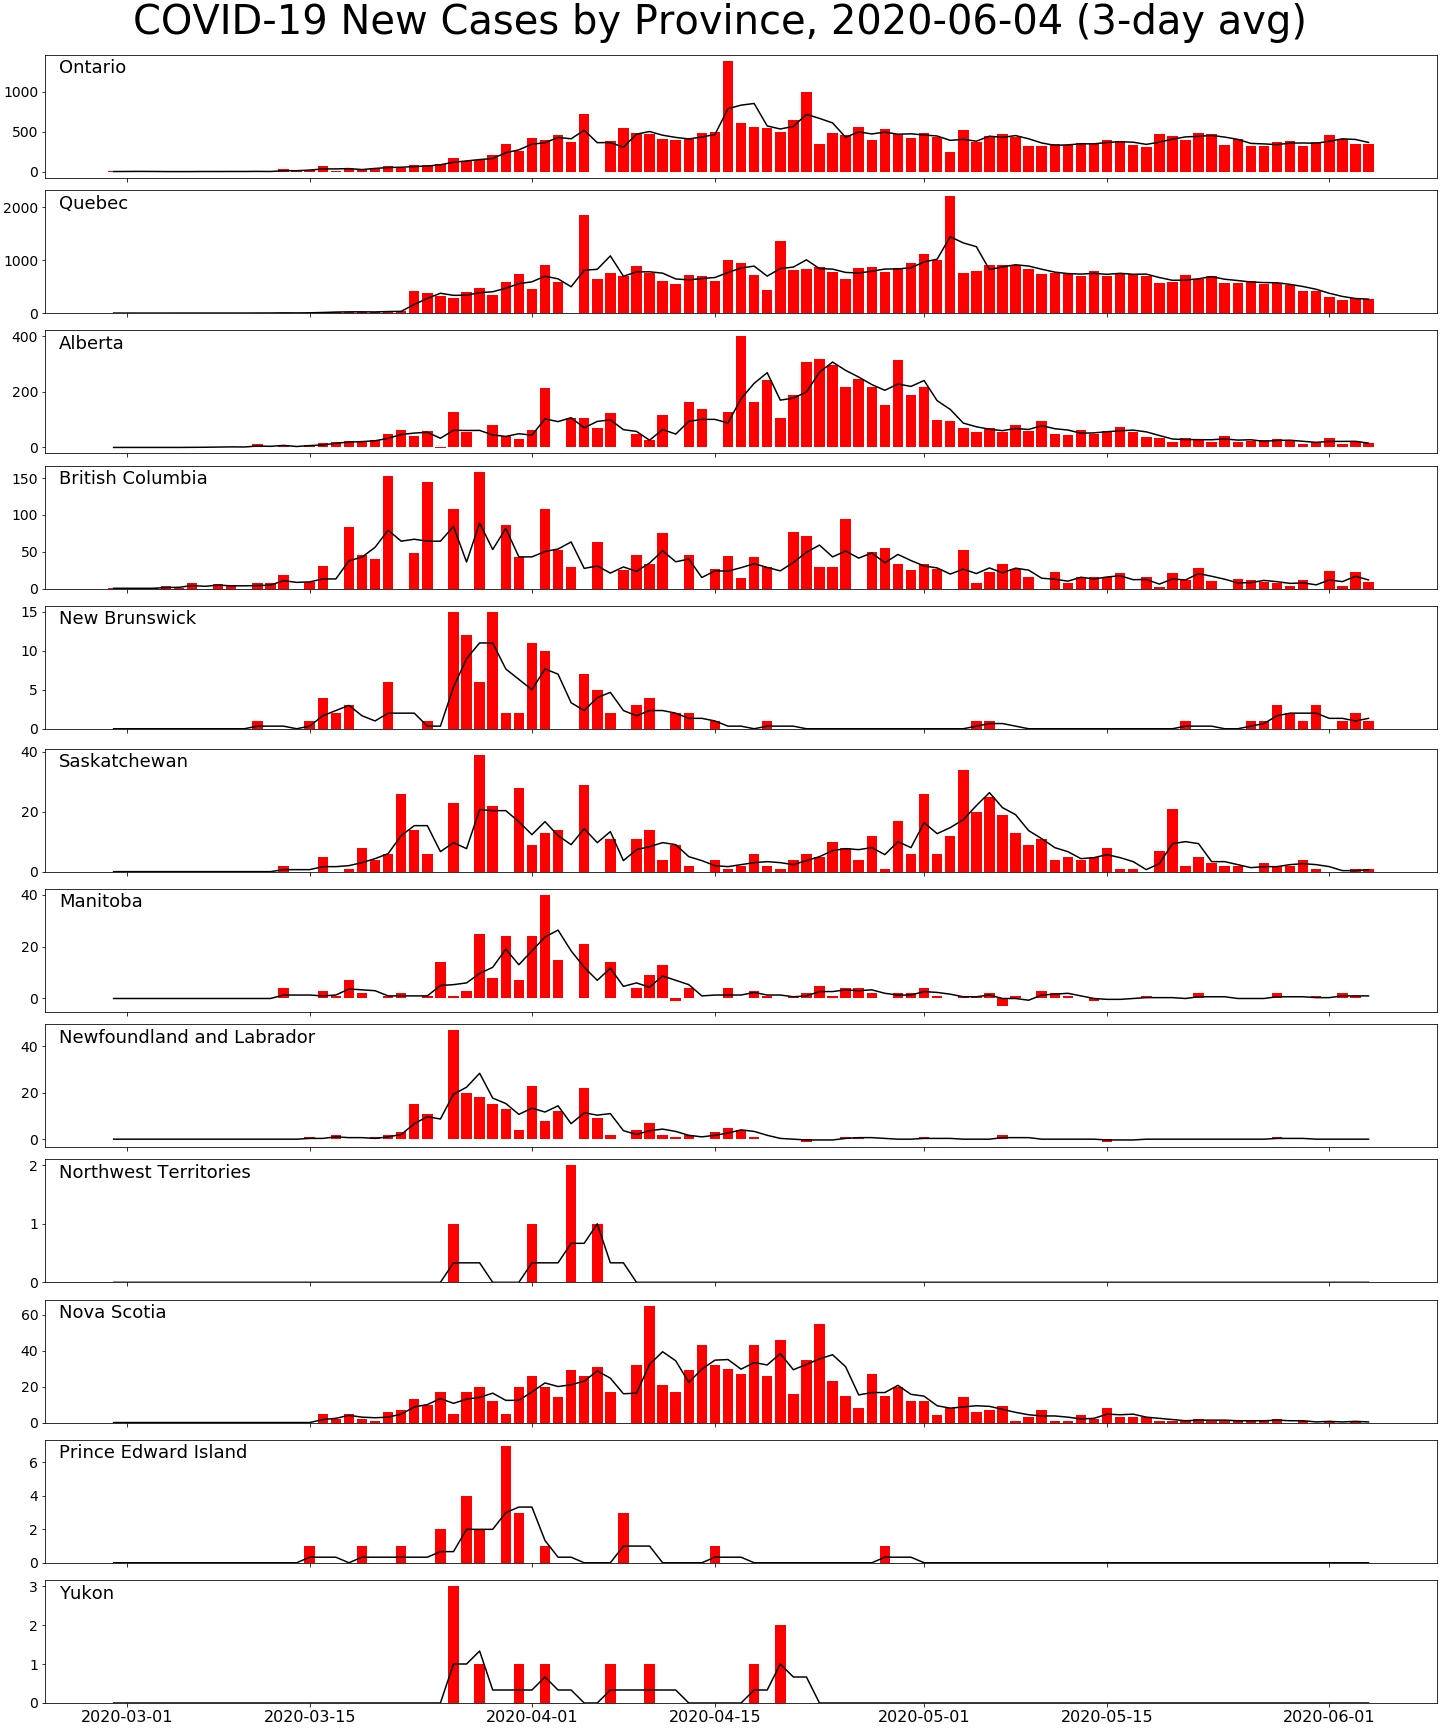 COVID-19 New Cases by Province, 2020-06-04 (3-day avg)
Ontario
1000
500
0
Quebec
2000
1000
0
Alberta
400
200
0
British Columbia
150
100
50
0
New Brunswick
15
10
5
0
Saskatchewan
40
20
0
Manitoba
40
20
0
Newfoundland and Labrador
40
20
0
Northwest Territories
2
1
0
Nova Scotia
60
40
20
0
Prince Edward Island
6
4
2
0
Yukon
3
2
1
0
2020-03-01 2020-03-15 2020-04-01 2020-04-15 2020-05-01 2020-05-15 2020-06-01